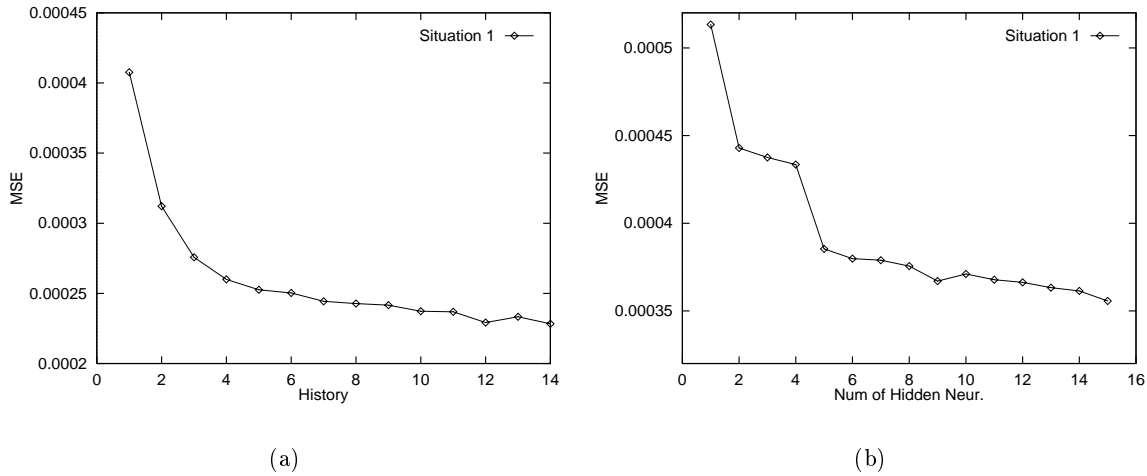 0.00045
0.0004
0.00035
0.0003
0.00025
0.0002
MSE
Situation 1
0 2 4 6 8 10 12 14
History
(a)
0.0005
0.00045
0.0004
0.00035
MSE
Situation 1
0 2 4 6 8 10 12 14 16
Num of Hidden Neur.
(b)